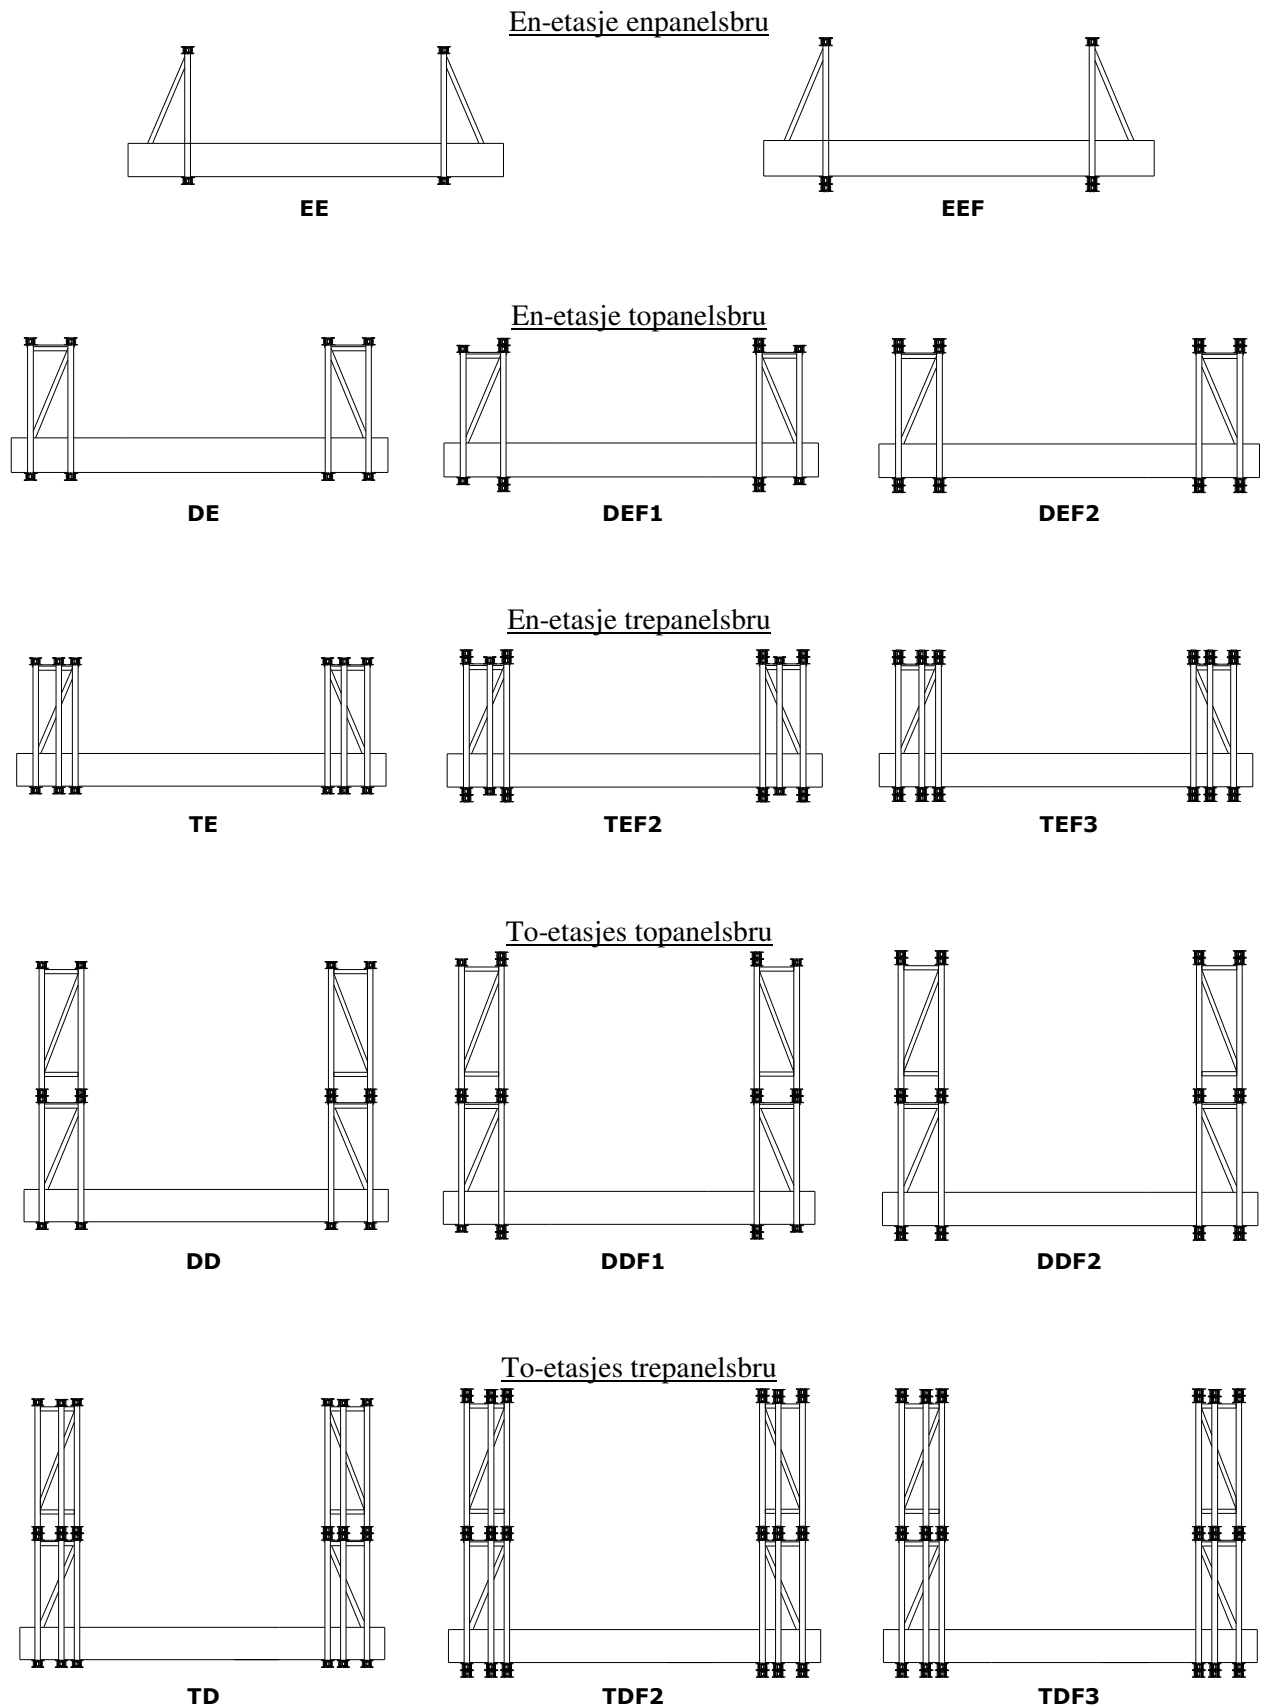 En-etasje enpanelsbru
EE
EEF
En-etasje topanelsbru
DE
DEF1
DEF2
En-etasje trepanelsbru
TE
TEF2
TEF3
To-etasjes topanelsbru
DD
DDF1
DDF2
To-etasjes trepanelsbru
TD
TDF2
TDF3